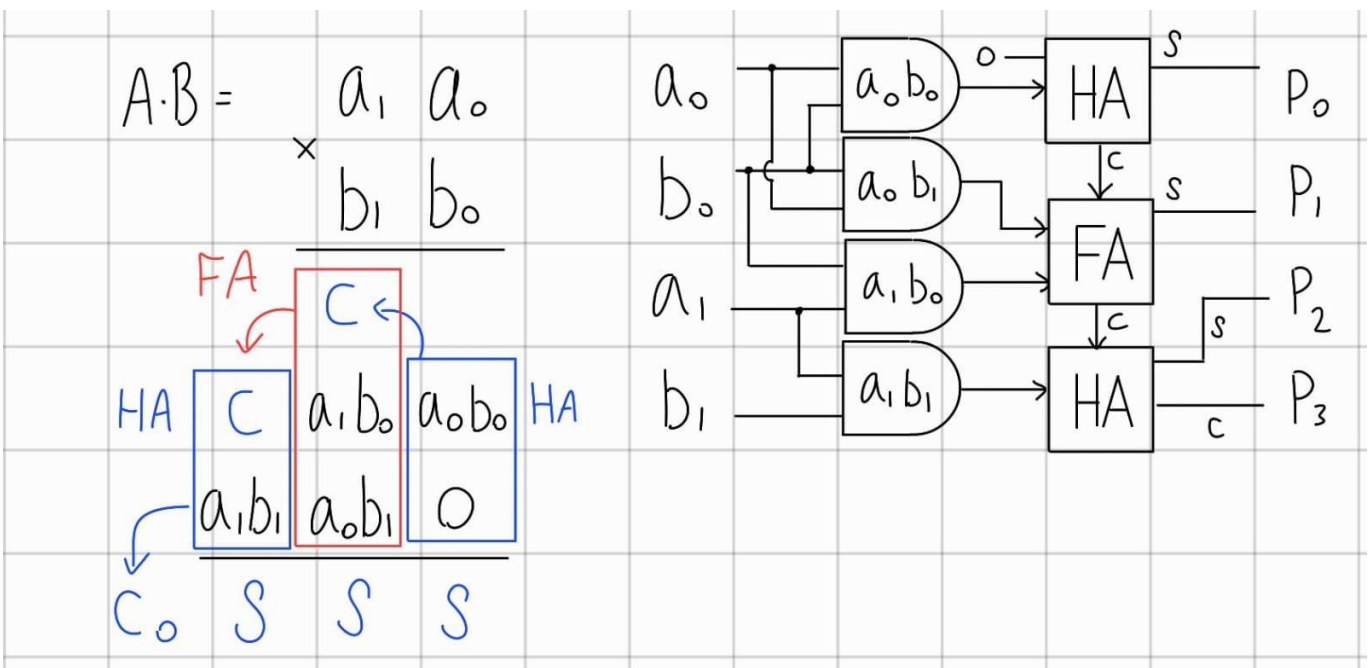 A·B = a₁ a₀
×
b₁ b₀
FA
C
HA C a₁b₀ a₀b₀ HA
a₁b₁ a₀b₁ 0
C₀ S S S
a₀
b₀
a₁
b₁
a₀b₀
a₀b₁
a₁b₀
a₁b₁
0
HA
S
P₀
C
FA
S
P₁
C
HA
S
P₂
C
P₃